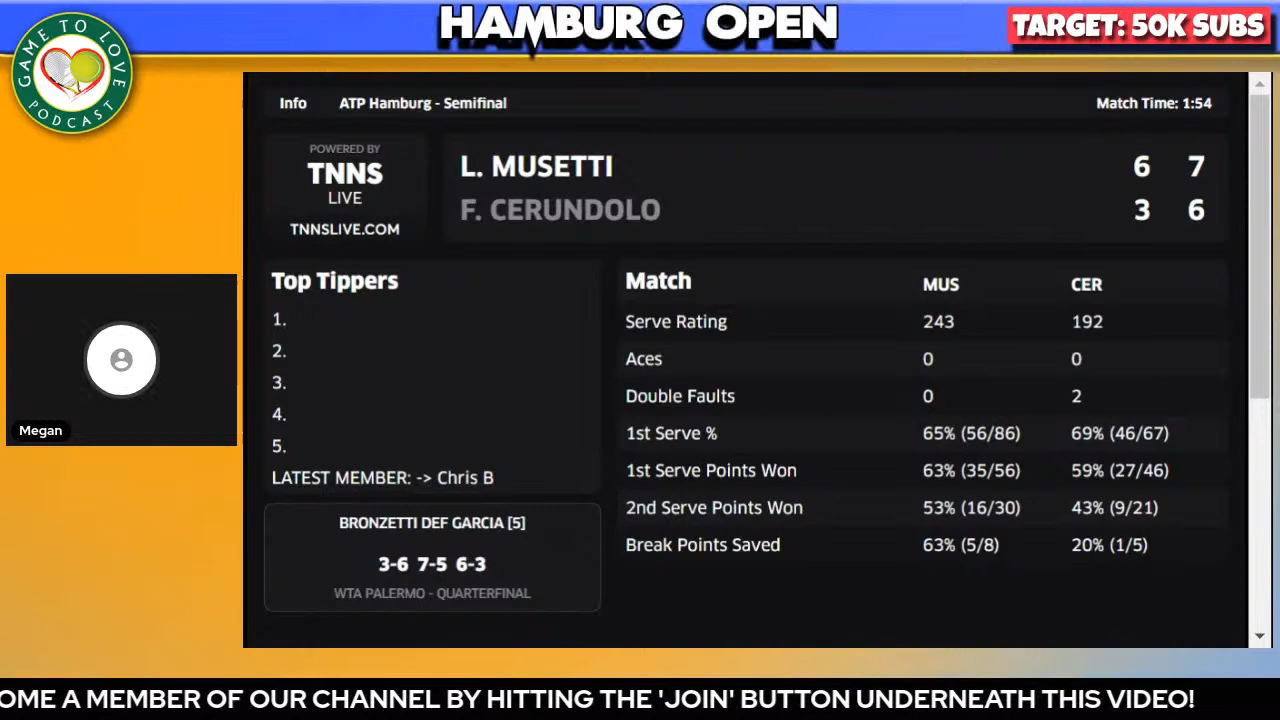 HAMBURG OPEN
TARGET: 50K SUBS
GAME TO LOVE
PODCAST
Info ATP Hamburg - Semifinal Match Time: 1:54
POWERED BY
TNNS
LIVE
TNNSLIVE.COM
L. MUSETTI 6 7
F. CERUNDOLO 3 6
Top Tippers
1.
2.
3.
4.
5.
LATEST MEMBER: -> Chris B
BRONZETTI DEF GARCIA [5]
3-6 7-5 6-3
WTA PALERMO - QUARTERFINAL
Match MUS CER
Serve Rating 243 192
Aces 0 0
Double Faults 0 2
1st Serve % 65% (56/86) 69% (46/67)
1st Serve Points Won 63% (35/56) 59% (27/46)
2nd Serve Points Won 53% (16/30) 43% (9/21)
Break Points Saved 63% (5/8) 20% (1/5)
Megan
OME A MEMBER OF OUR CHANNEL BY HITTING THE 'JOIN' BUTTON UNDERNEATH THIS VIDEO!